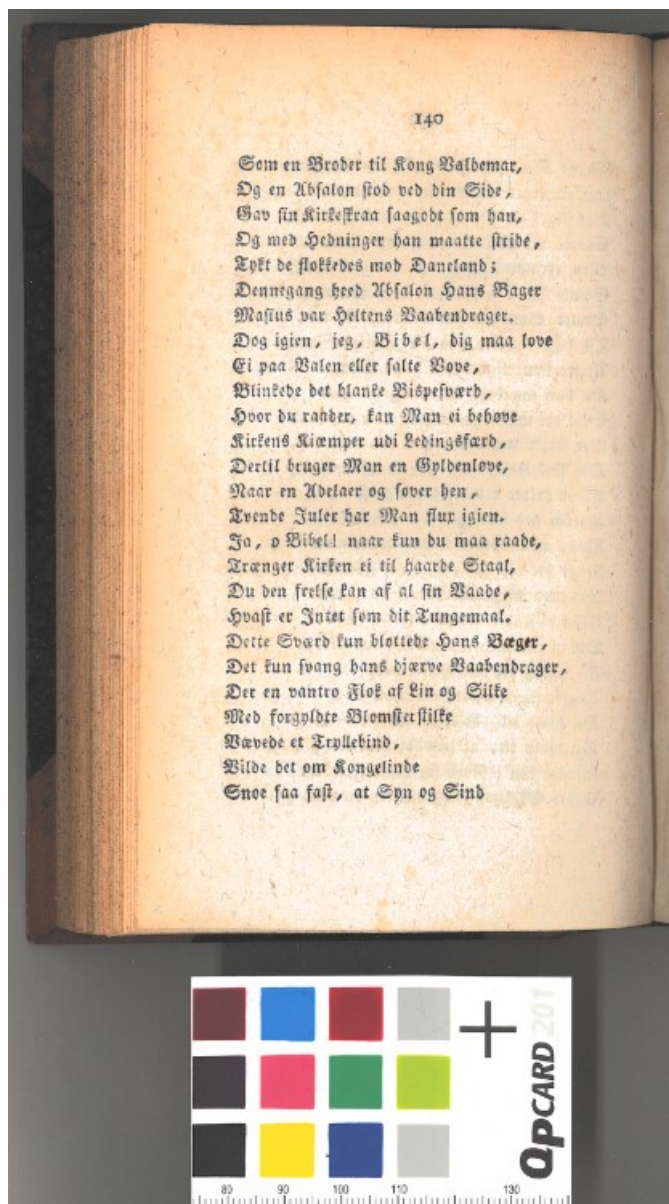 140
Som en Broder til Kong Valdemar,
Og en Absalon stod ved din Side,
Gav sin Kirkeskraa saagodt som han,
Og med Hedninger han maatte stride,
Tykt de flokkedes mod Daneland;
Dennegang hed Absalon Hans Bager
Masius var Heltens Vaabendrager.
Dog igien, jeg, Bibel, dig maa love
Ei paa Valen eller salte Vove,
Blinkede det blanke Bispesværd,
Hvor du raader, kan Man ei behøve
Kirkens Kiæmper udi Ledingsfærd,
Dertil bruger Man en Gyldenløve,
Naar en Adelaer og sover hen,
Tvende Juler har Man flux igien.
Ja, o Bibel! naar kun du maa raade,
Trænger Kirken ei til haarde Staal,
Du den frelse kan af al sin Vaade,
Hvast er Intet som dit Tungemaal.
Dette Sværd kun blottede Hans Bæger,
Det kun svang hans djærve Vaabendrager,
Der en vantro Flok af Lin og Silke
Med forgyldte Blomsterstilke
Vævede et Tryllebind,
Vilde det om Kongelinde
Snoe saa fast, at Syn og Sind
QPCARD 201
80 90 100 110 130